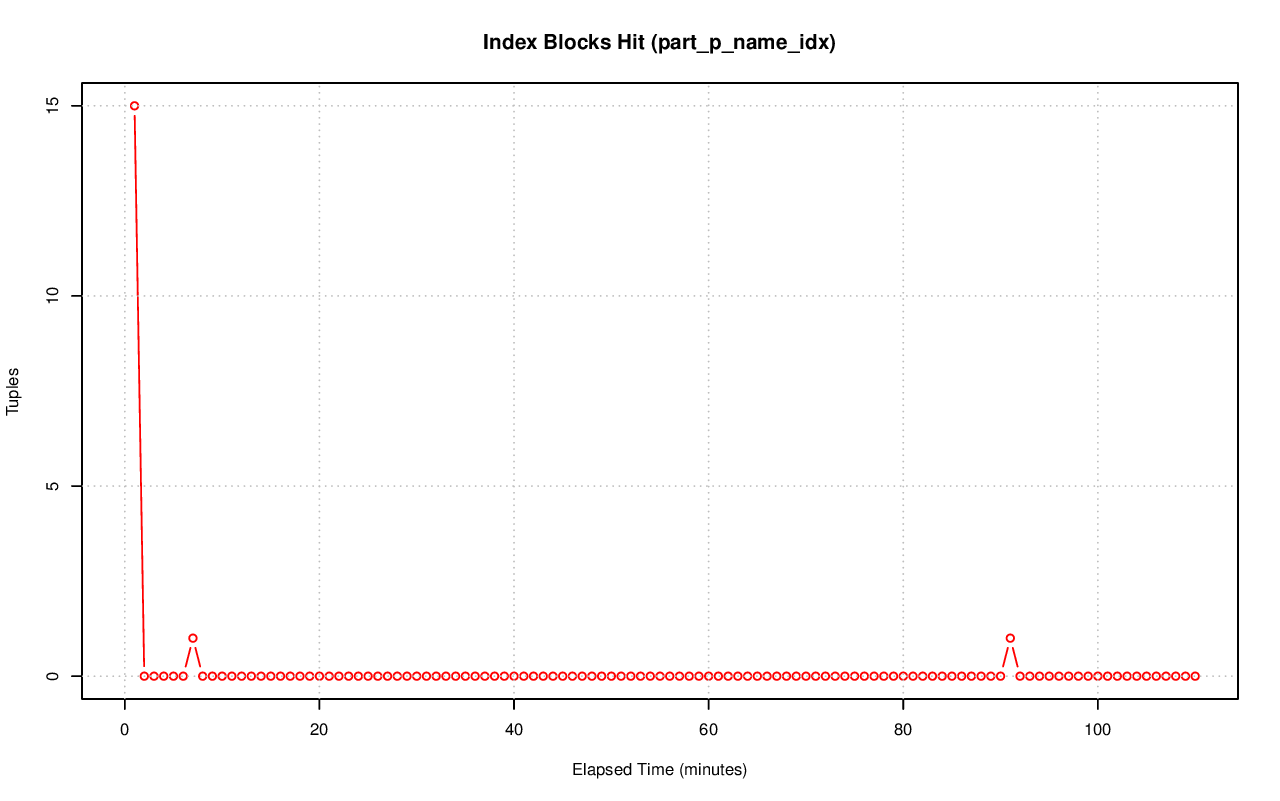 Index Blocks Hit (part_p_name_idx)
15
10
5
0
Tuples
0 20 40 60 80 100
Elapsed Time (minutes)